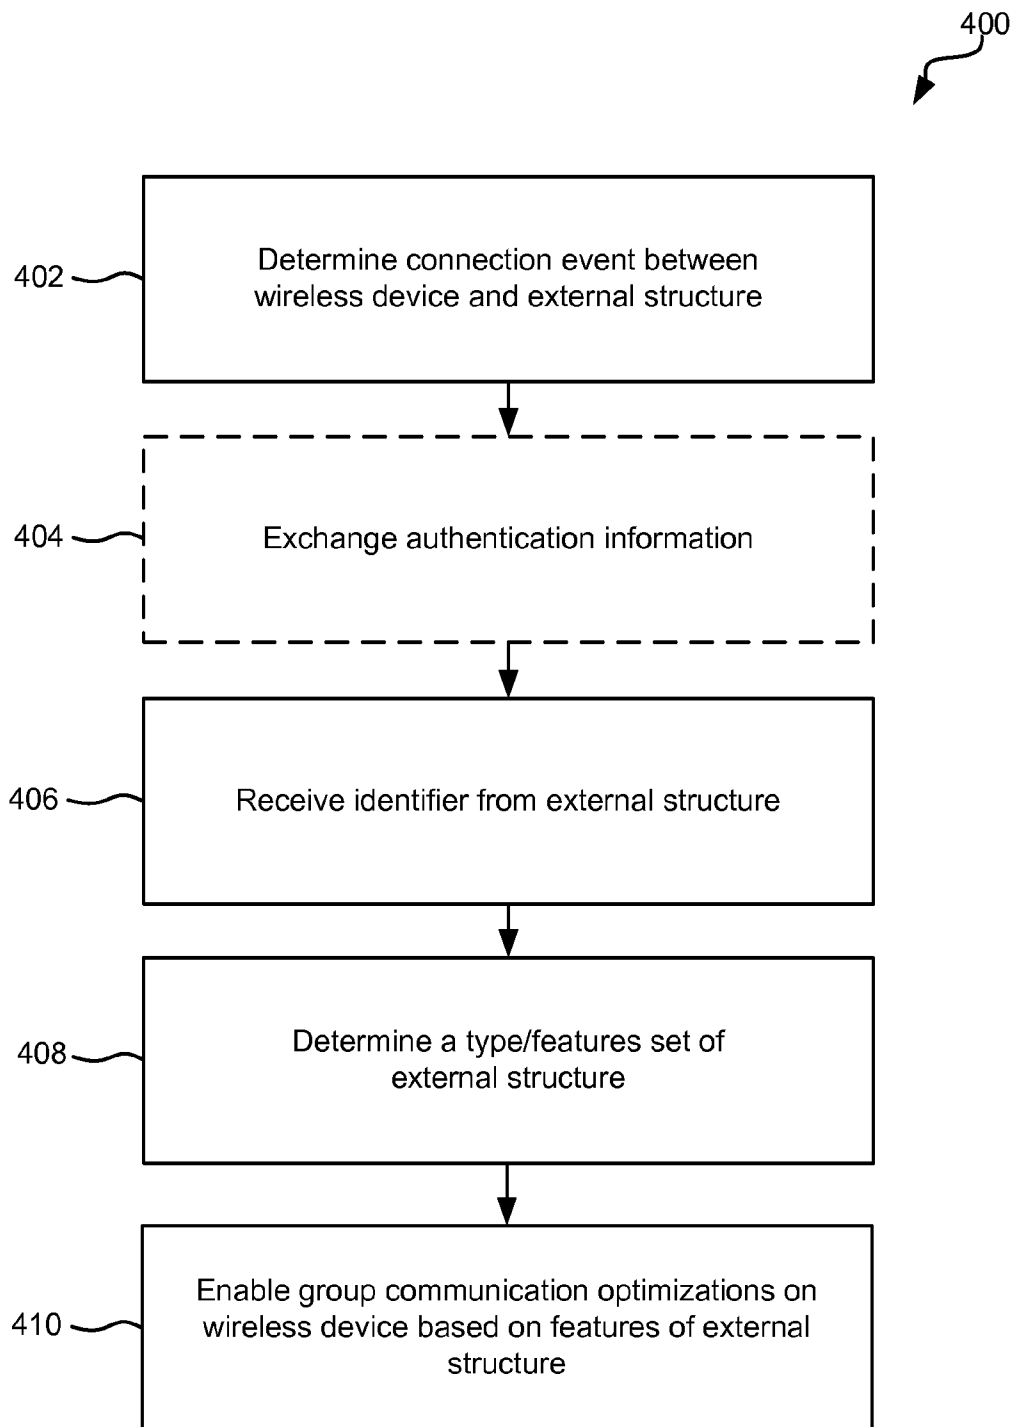 400
402
Determine connection event between
wireless device and external structure
404
Exchange authentication information
406
Receive identifier from external structure
408
Determine a type/features set of
external structure
410
Enable group communication optimizations on
wireless device based on features of external
structure